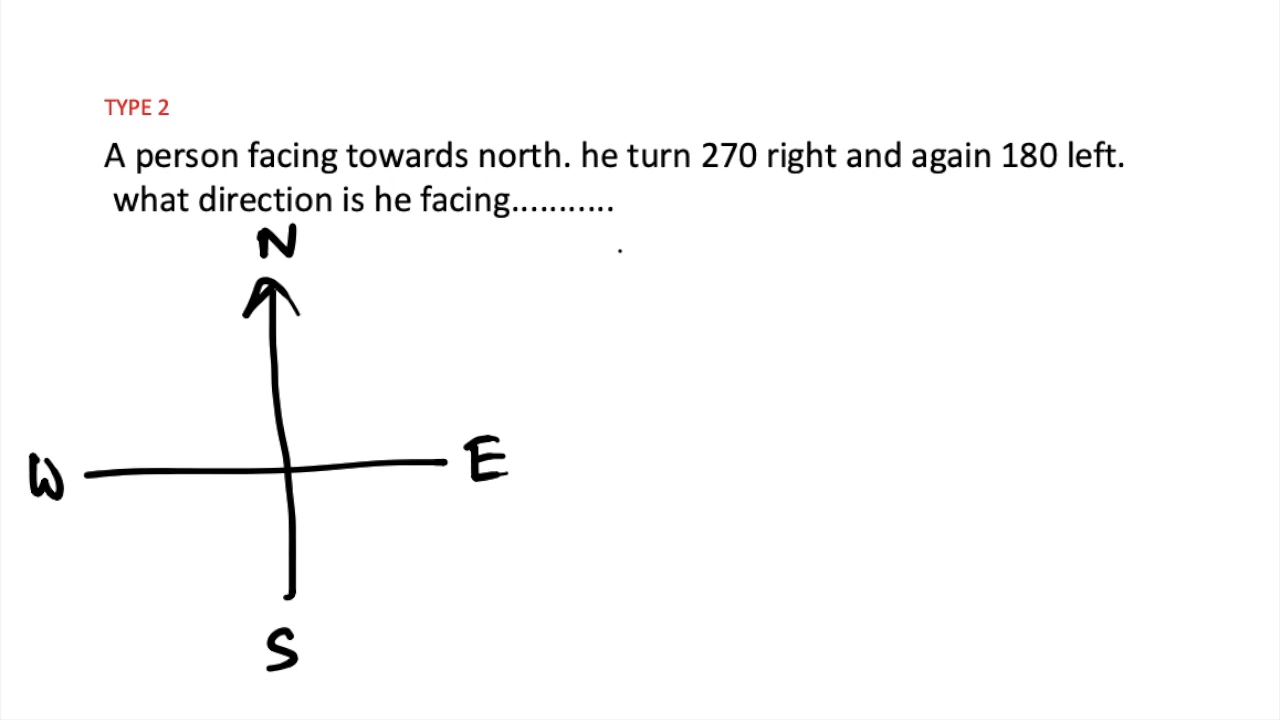 TYPE 2
A person facing towards north. he turn 270 right and again 180 left.
what direction is he facing...........
N
W
E
S